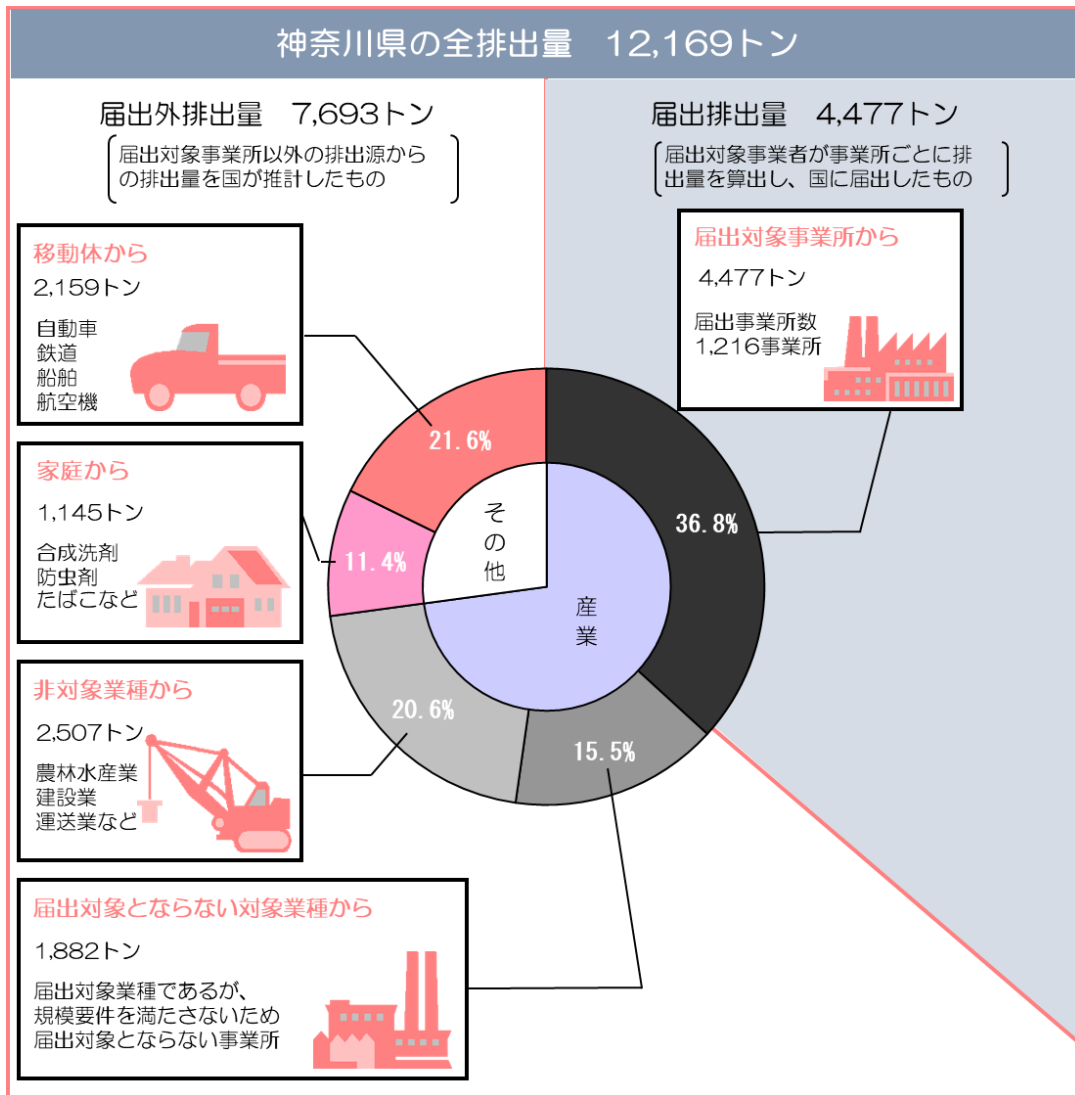 神奈川県の全排出量　12,169トン
届出外排出量　7,693トン
届出対象事業所以外の排出源から
の排出量を国が推計したもの
届出排出量　4,477トン
届出対象事業者が事業所ごとに排
出量を算出し、国に届出したもの
移動体から
2,159トン
自動車
鉄道
船舶
航空機
届出対象事業所から
4,477トン
届出事業所数
1,216事業所
家庭から
1,145トン
合成洗剤
防虫剤
たばこなど
非対象業種から
2,507トン
農林水産業
建設業
運送業など
届出対象とならない対象業種から
1,882トン
届出対象業種であるが、
規模要件を満たさないため
届出対象とならない事業所
21.6%
11.4%
20.6%
15.5%
36.8%
その他
産業